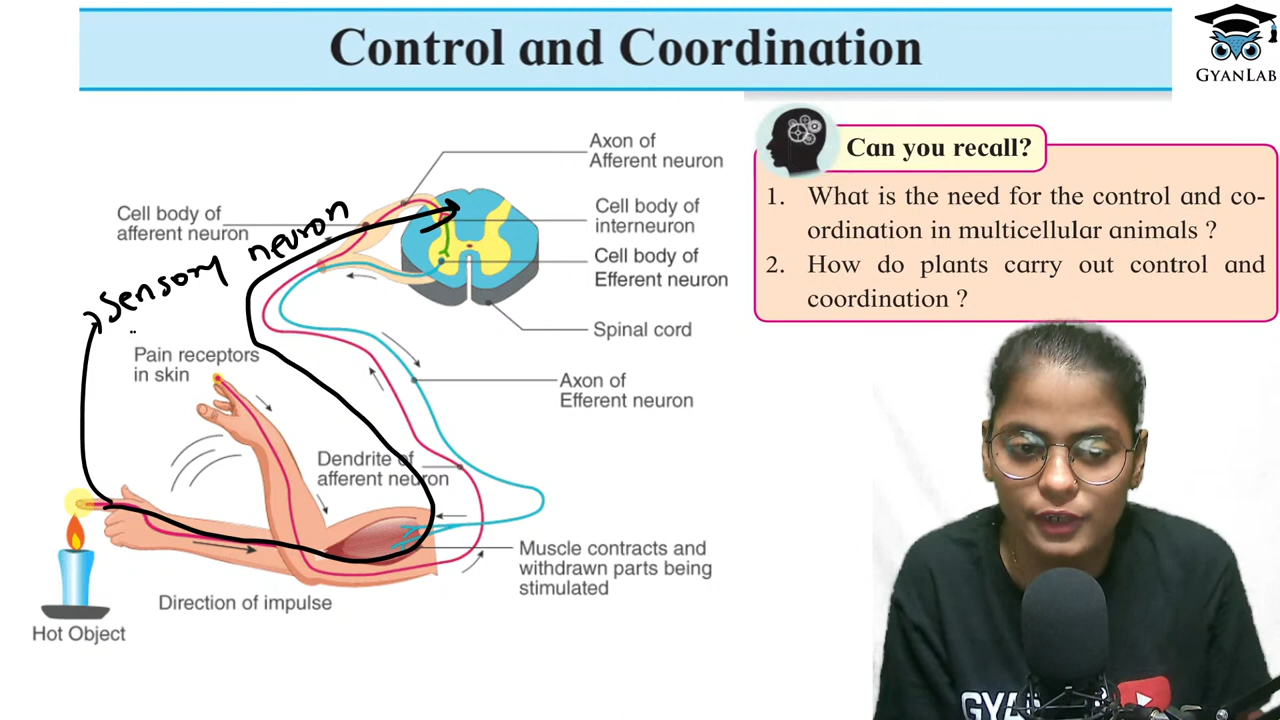 Control and Coordination
GYANLAB
Can you recall?
1. What is the need for the control and co-
ordination in multicellular animals ?
2. How do plants carry out control and
coordination ?
Axon of
Afferent neuron
Cell body of
afferent neuron
Cell body of
interneuron
Cell body of
Efferent neuron
Sensory neuron
Spinal cord
Pain receptors
in skin
Axon of
Efferent neuron
Dendrite of
afferent neuron
Muscle contracts and
withdrawn parts being
stimulated
Direction of impulse
Hot Object
GYA